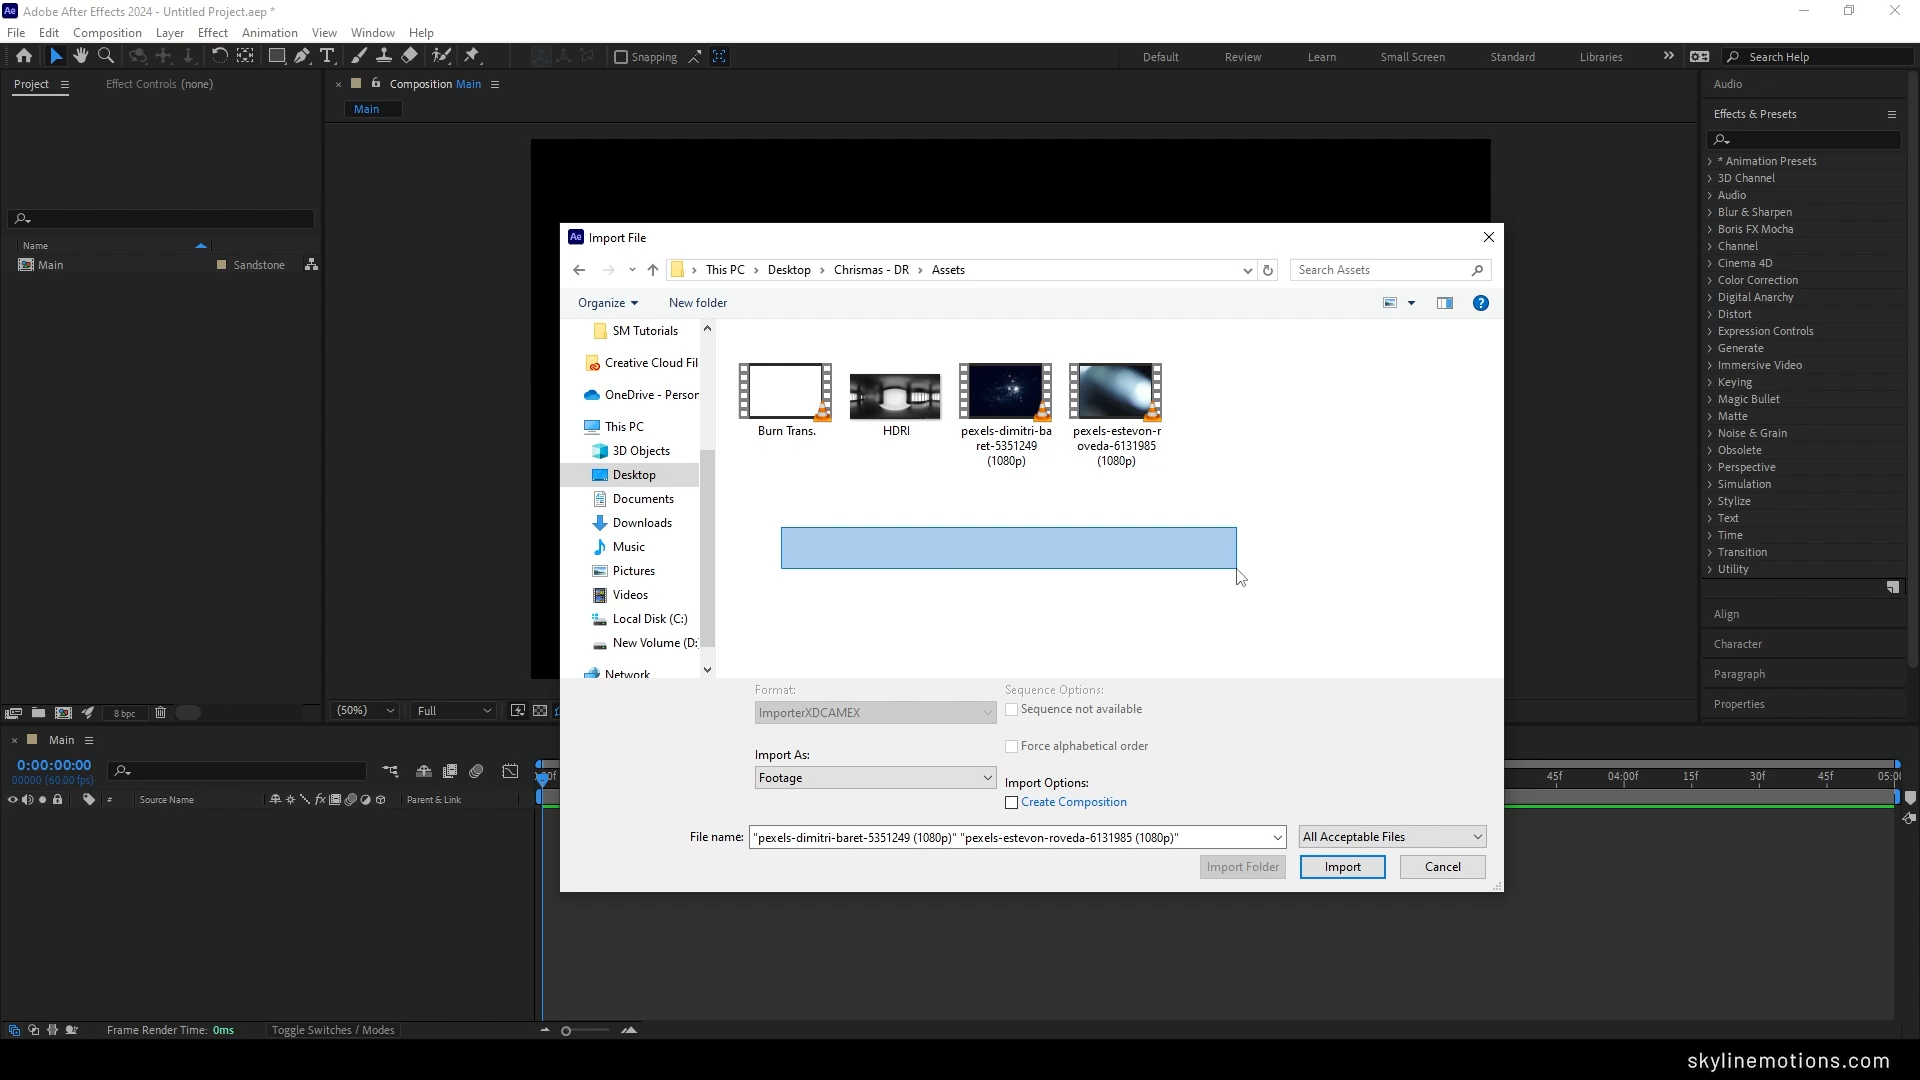 Adobe After Effects 2024 - Untitled Project.aep *
File Edit Composition Layer Effect Animation View Window Help
Snapping
Default Review Learn Small Screen Standard Libraries
Search Help
Project
Effect Controls (none)
Composition Main
Main
Name
Main Sandstone
8 bpc
(50%)
Full
Import File
This PC Desktop Chrismas - DR Assets
Search Assets
Organize
New folder
SM Tutorials
Creative Cloud Fil
OneDrive - Person
This PC
3D Objects
Desktop
Documents
Downloads
Music
Pictures
Videos
Local Disk (C:)
New Volume (D:
Network
Burn Trans.
HDRI
pexels-dimitri-ba
ret-5351249
(1080p)
pexels-estevon-r
oveda-6131985
(1080p)
Format:
ImporterXDCAMEX
Sequence Options:
Sequence not available
Force alphabetical order
Import As:
Footage
Import Options:
Create Composition
File name:
"pexels-dimitri-baret-5351249 (1080p)" "pexels-estevon-roveda-6131985 (1080p)"
All Acceptable Files
Import Folder
Import
Cancel
Audio
Effects & Presets
* Animation Presets
3D Channel
Audio
Blur & Sharpen
Boris FX Mocha
Channel
Cinema 4D
Color Correction
Digital Anarchy
Distort
Expression Controls
Generate
Immersive Video
Keying
Magic Bullet
Matte
Noise & Grain
Obsolete
Perspective
Simulation
Stylize
Text
Time
Transition
Utility
Align
Character
Paragraph
Properties
Main
0:00:00:00
00000 (60.00 fps)
# Source Name
Parent & Link
45f 04:00f 15f 30f 45f 05:00
Frame Render Time: 0ms
Toggle Switches / Modes
skylinemotions.com